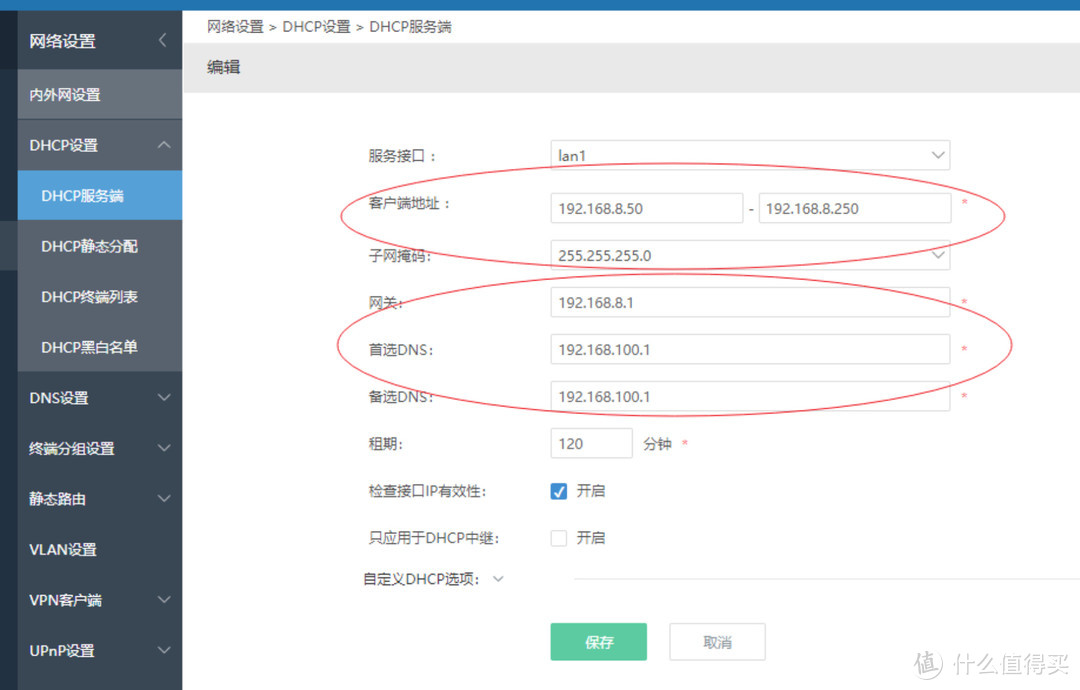 网络设置 > DHCP设置 > DHCP服务端
编辑
网络设置
内外网设置
DHCP设置
DHCP服务端
DHCP静态分配
DHCP终端列表
DHCP黑白名单
DNS设置
终端分组设置
静态路由
VLAN设置
VPN客户端
UPnP设置
服务接口: lan1
客户端地址: 192.168.8.50 - 192.168.8.250 *
子网掩码: 255.255.255.0
网关: 192.168.8.1 *
首选DNS: 192.168.100.1 *
备选DNS: 192.168.100.1 *
租期: 120 分钟 *
检查接口IP有效性: 开启
只应用于DHCP中继: 开启
自定义DHCP选项:
保存 取消
值 什么值得买